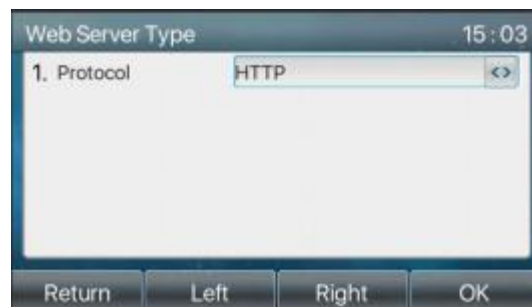 Web Server Type 15:03
1. Protocol HTTP <>
Return Left Right OK